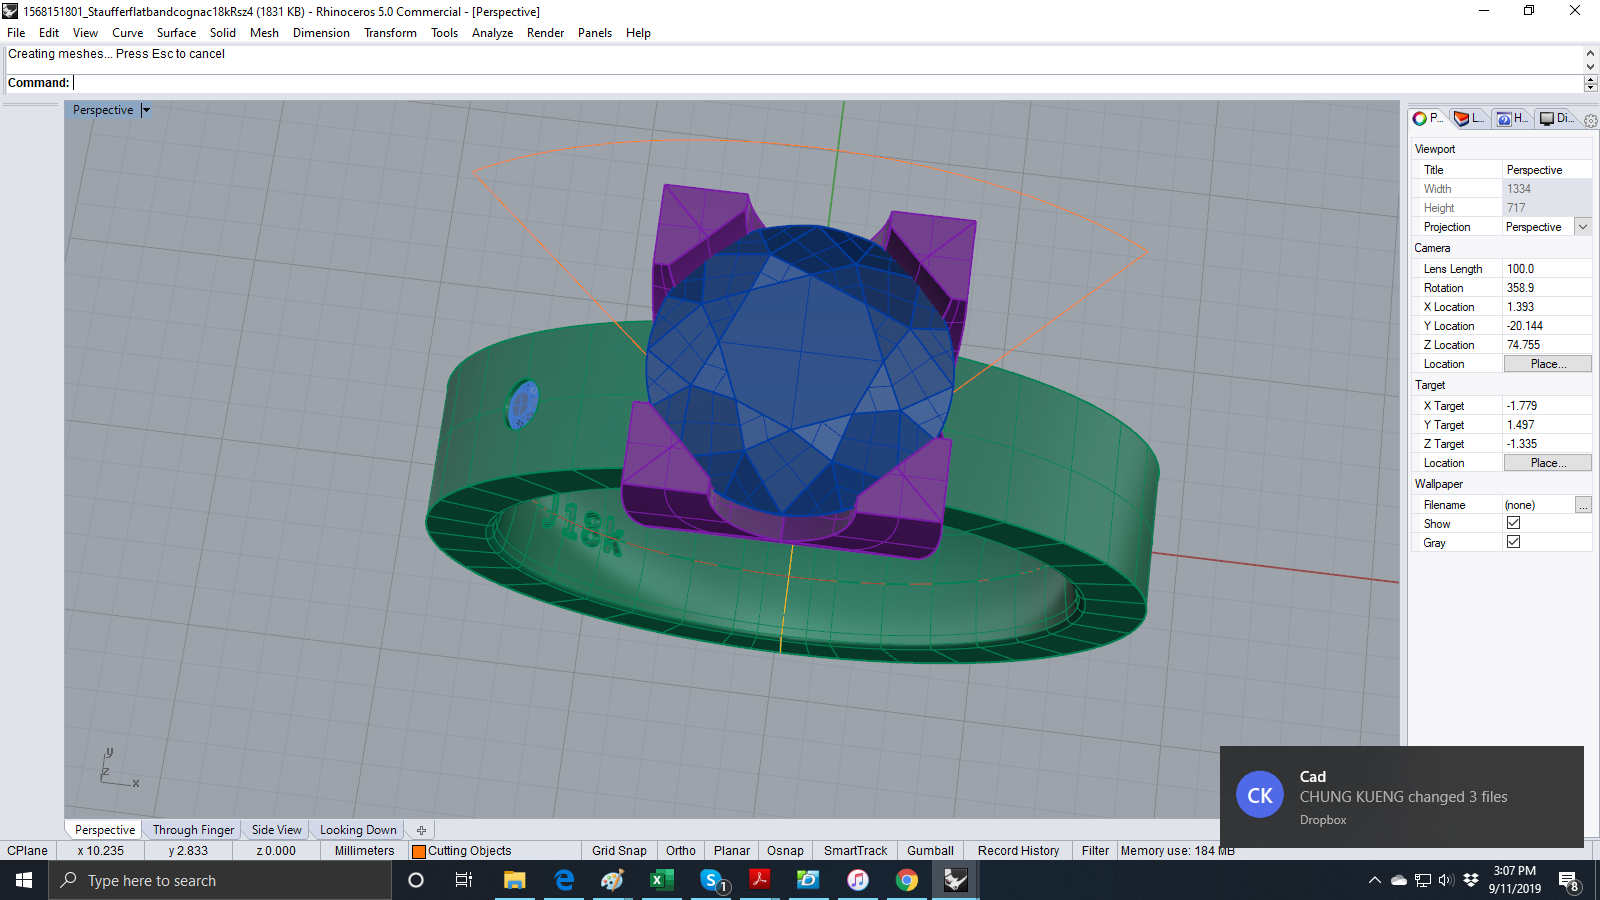 1568151801_Staufferflatbandcognac18kRsz4 (1831 KB) - Rhinoceros 5.0 Commercial - [Perspective]
File Edit View Curve Surface Solid Mesh Dimension Transform Tools Analyze Render Panels Help
Creating meshes... Press Esc to cancel
Command:
Perspective
P... L... H... Di...
Viewport
Title Perspective
Width 1334
Height 717
Projection Perspective
Camera
Lens Length 100.0
Rotation 358.9
X Location 1.393
Y Location -20.144
Z Location 74.755
Location Place...
Target
X Target -1.779
Y Target 1.497
Z Target -1.335
Location Place...
Wallpaper
Filename (none) ...
Show
Gray
18k
y
z
x
CK
Cad
CHUNG KUENG changed 3 files
Dropbox
Perspective Through Finger Side View Looking Down
CPlane x 10.235 y 2.833 z 0.000 Millimeters Cutting Objects Grid Snap Ortho Planar Osnap SmartTrack Gumball Record History Filter Memory use: 184 MB
Type here to search
1
3:07 PM
9/11/2019
8